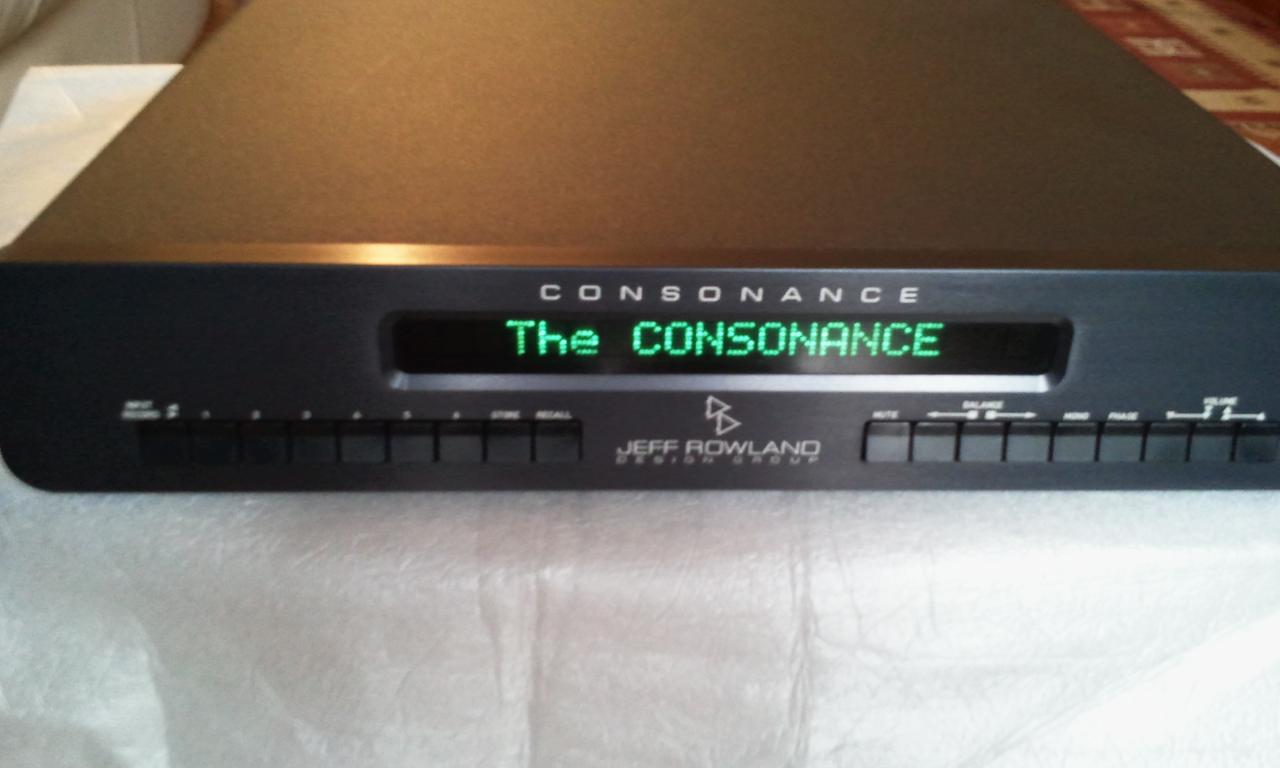 CONSONANCE
The CONSONANCE
INPUT
RECORD 1 2 3 4 5 6 STORE RECALL
JEFF ROWLAND
DESIGN GROUP
MUTE BALANCE MONO PHASE VOLUME